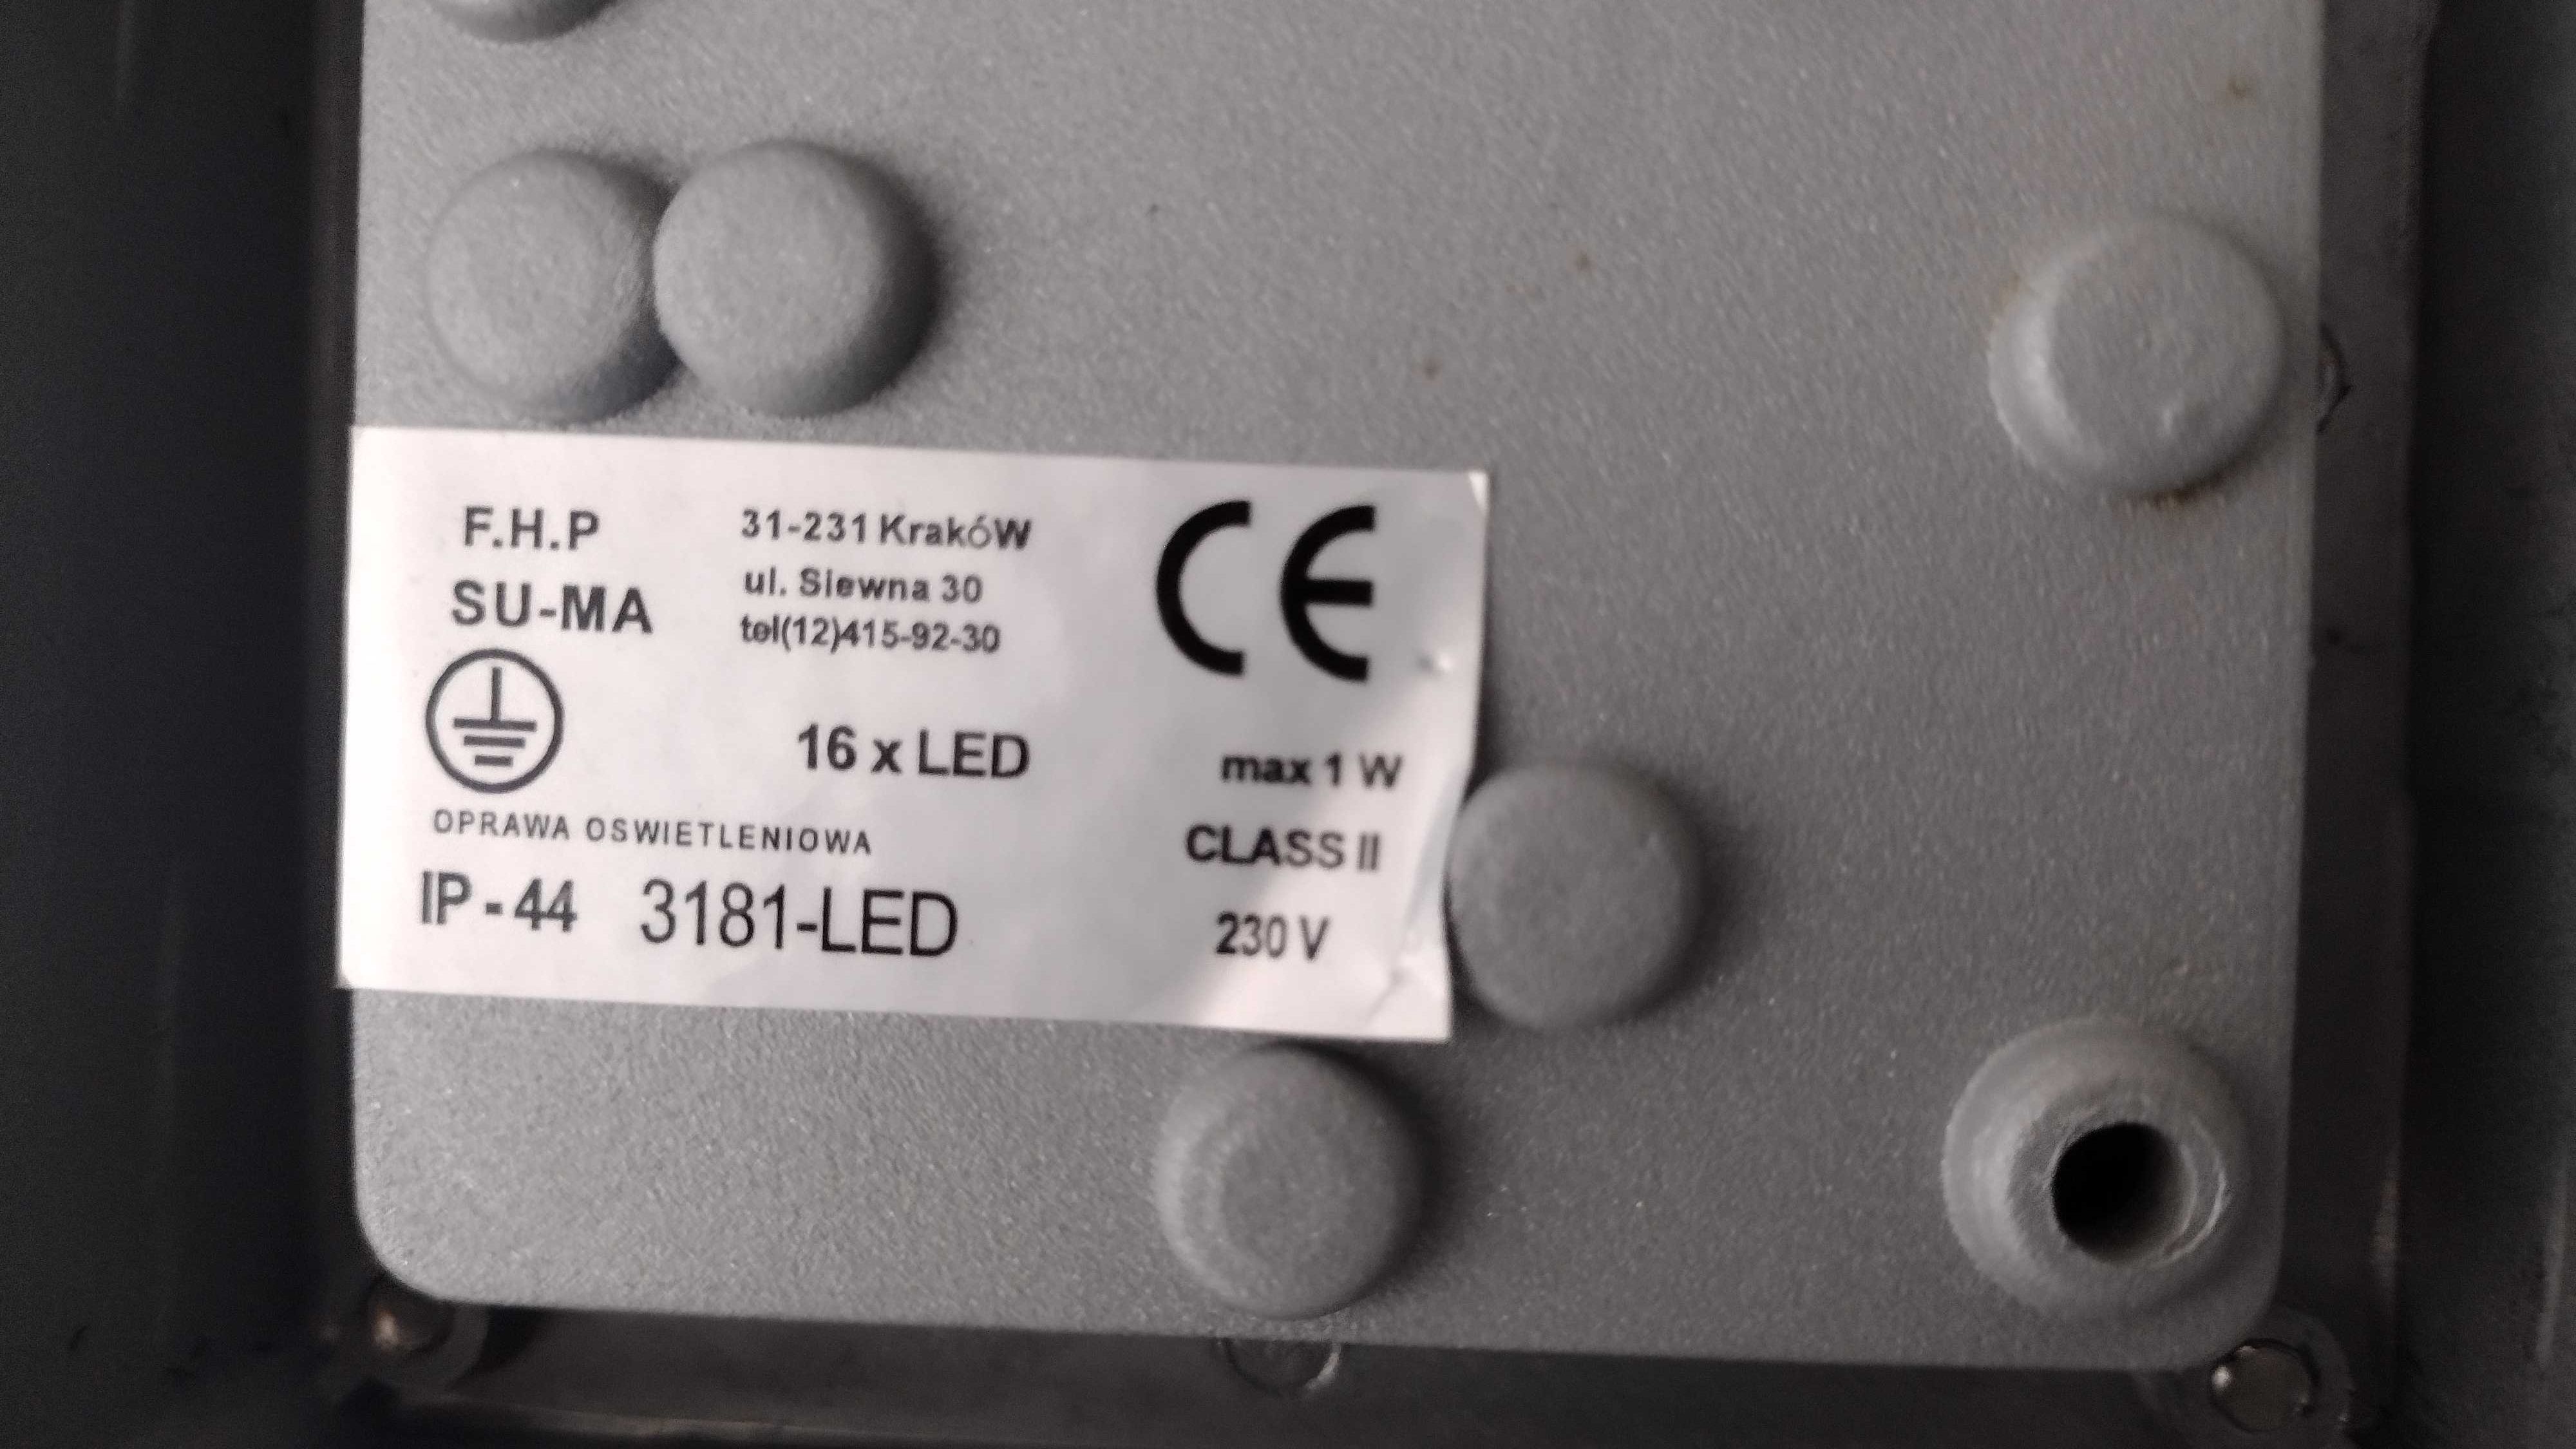 F.H.P
SU-MA
31-231 KrakóW
ul. Siewna 30
tel(12)415-92-30
CE
16 x LED
max 1 W
OPRAWA OSWIETLENIOWA
CLASS II
IP - 44 3181-LED
230 V